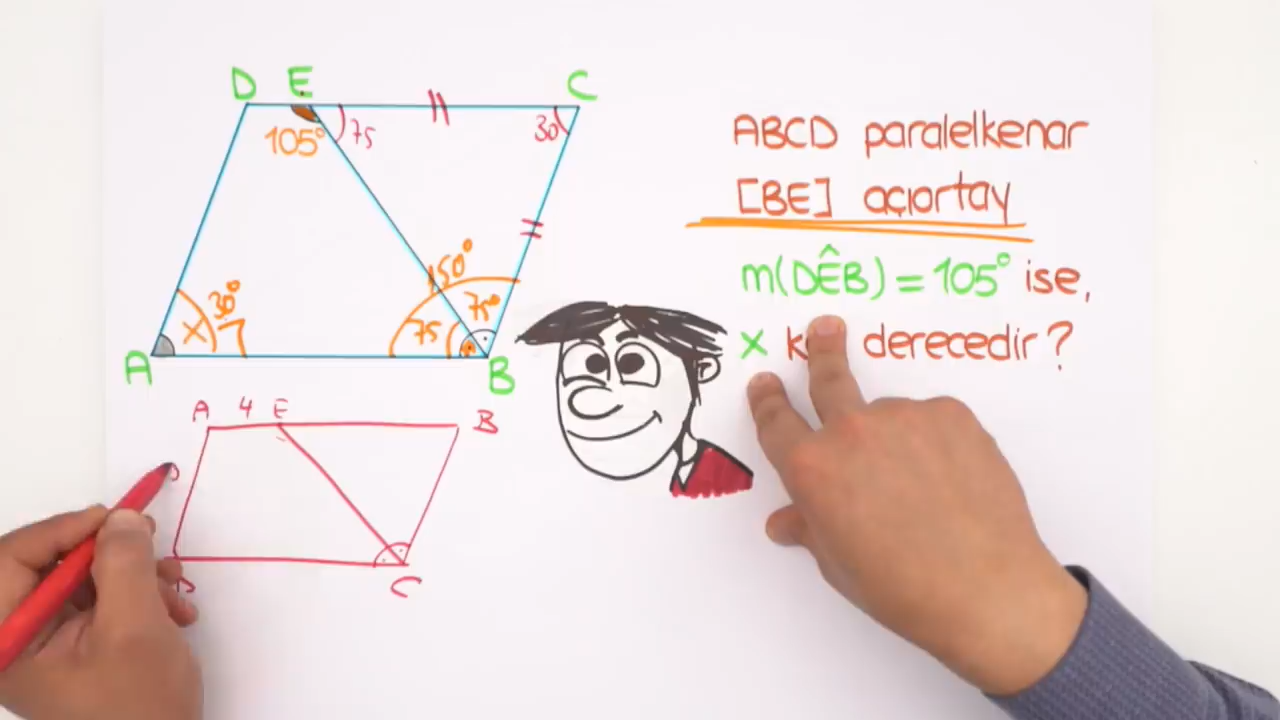 D E C
105° 75 30
150°
30° 75°
x 75
A B
A 4 E B
D C
ABCD paralelkenar
[BE] açıortay
m(DÊB) = 105° ise,
x derecedir?